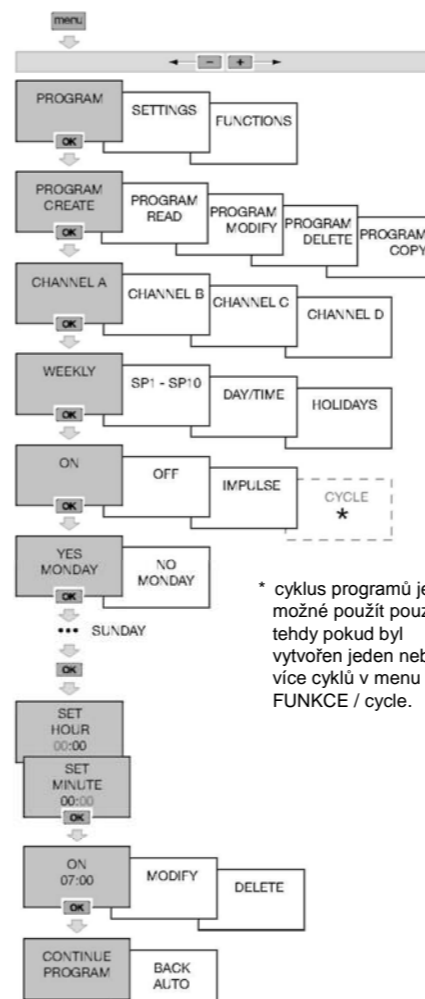 menu
← - + →
PROGRAM
OK
SETTINGS
FUNCTIONS
PROGRAM
CREATE
OK
PROGRAM
READ
PROGRAM
MODIFY
PROGRAM
DELETE
PROGRAM
COPY
CHANNEL A
OK
CHANNEL B
CHANNEL C
CHANNEL D
WEEKLY
OK
SP1 - SP10
DAY/TIME
HOLIDAYS
ON
OK
OFF
IMPULSE
CYCLE
*
YES
MONDAY
OK
NO
MONDAY
••• SUNDAY
OK
* cyklus programů je
možné použít pouz
tehdy pokud byl
vytvořen jeden neb
více cyklů v menu
FUNKCE / cycle.
SET
HOUR
00:00
SET
MINUTE
00:00
OK
ON
07:00
OK
MODIFY
DELETE
CONTINUE
PROGRAM
BACK
AUTO